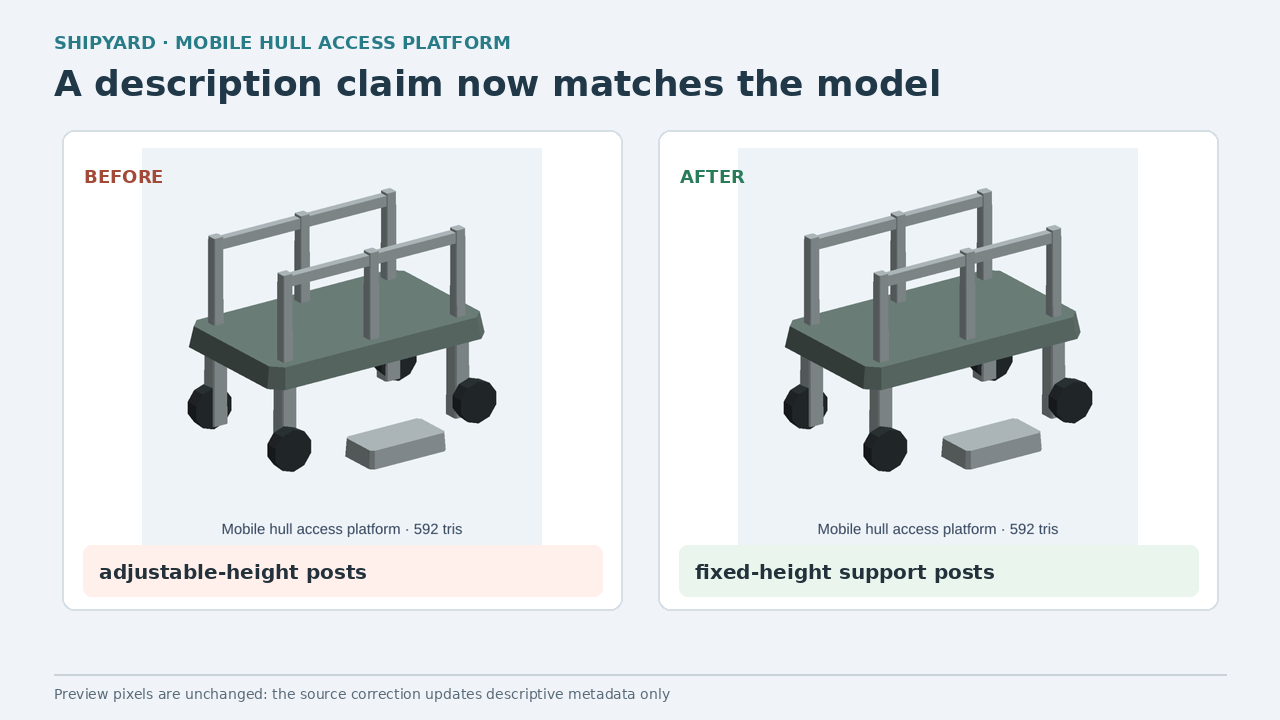 SHIPYARD · MOBILE HULL ACCESS PLATFORM
A description claim now matches the model
BEFORE
Mobile hull access platform · 592 tris
adjustable-height posts
AFTER
Mobile hull access platform · 592 tris
fixed-height support posts
Preview pixels are unchanged: the source correction updates descriptive metadata only